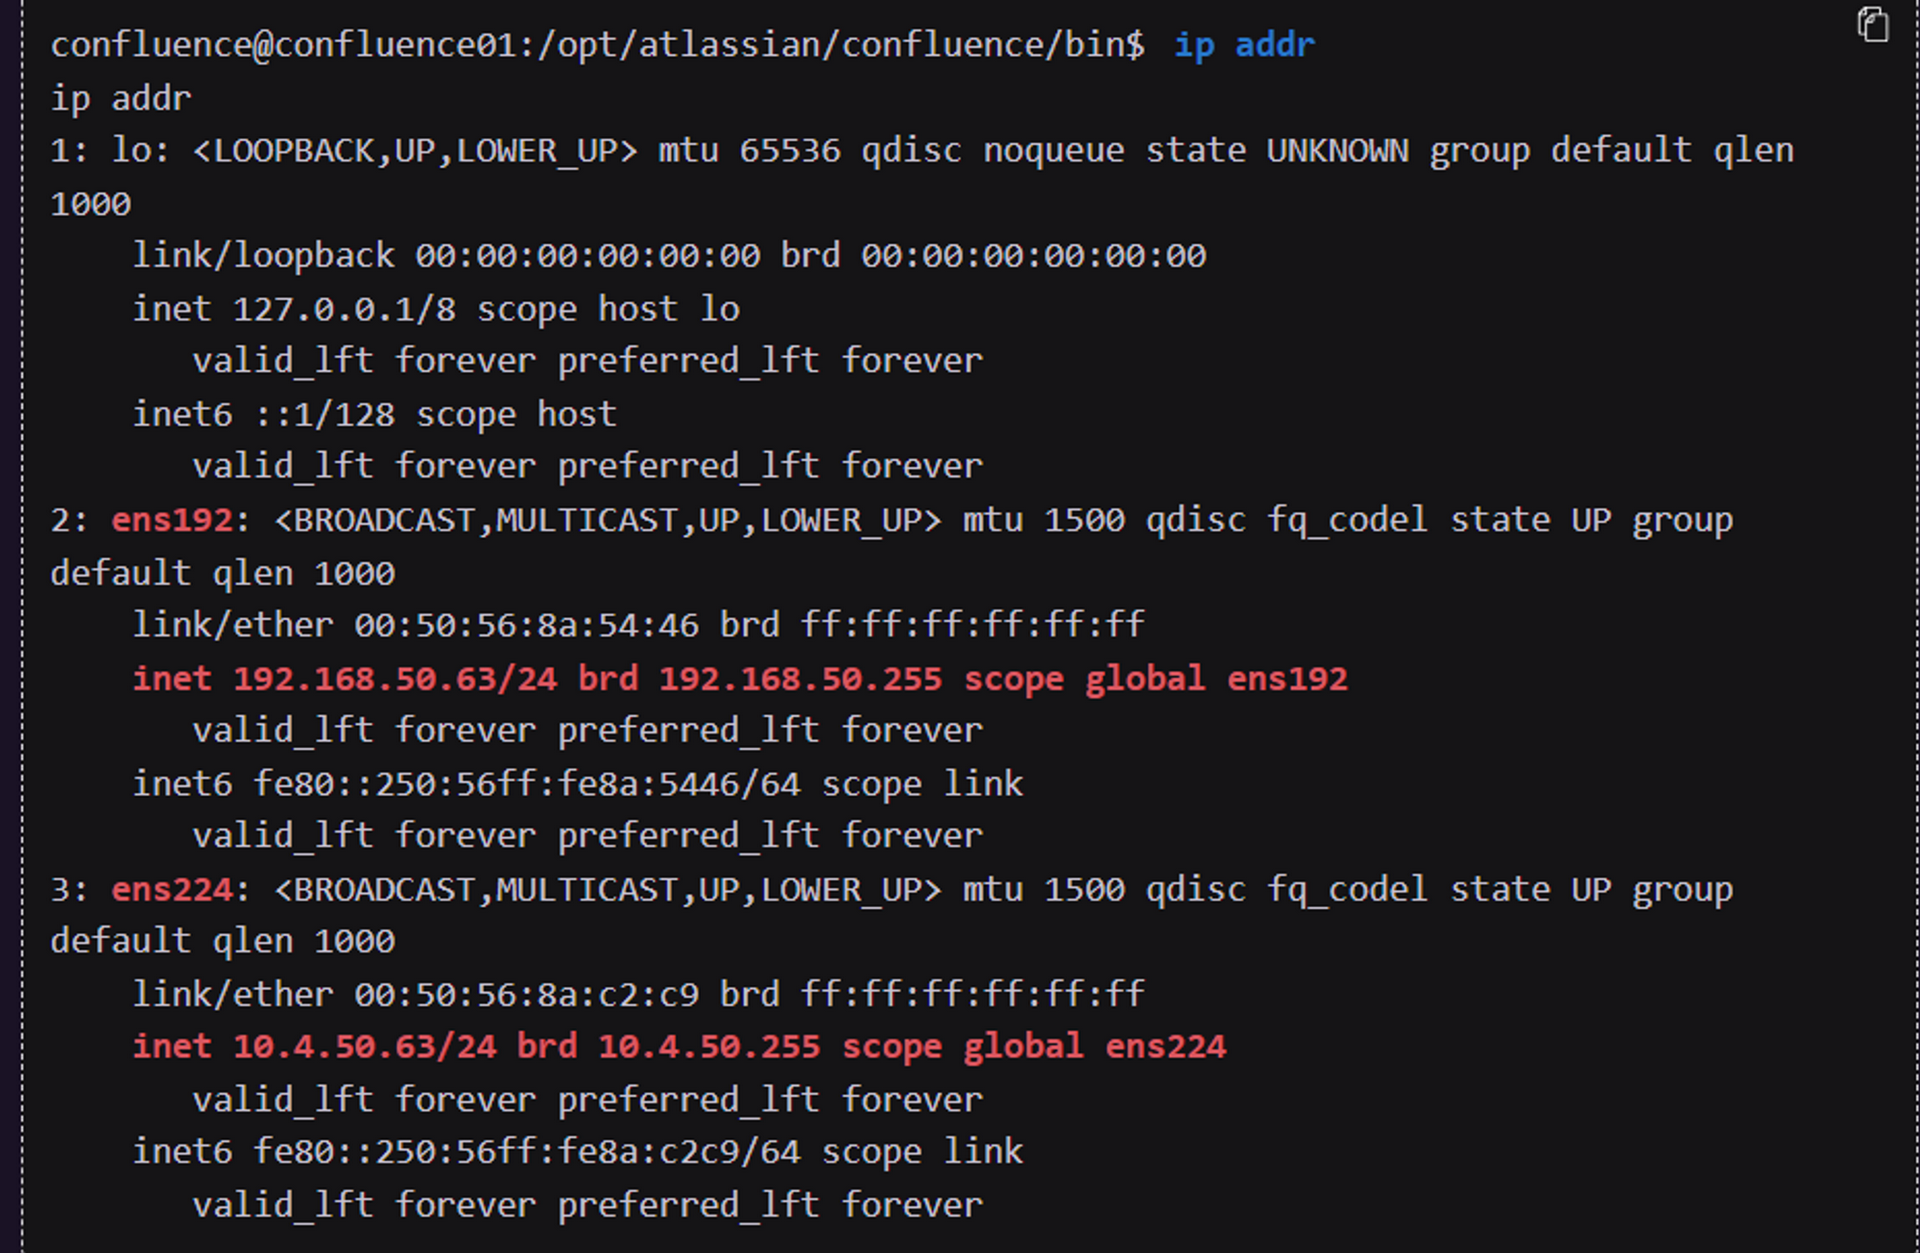 confluence@confluence01:/opt/atlassian/confluence/bin$ ip addr
ip addr
1: lo: <LOOPBACK,UP,LOWER_UP> mtu 65536 qdisc noqueue state UNKNOWN group default qlen
1000
    link/loopback 00:00:00:00:00:00 brd 00:00:00:00:00:00
    inet 127.0.0.1/8 scope host lo
       valid_lft forever preferred_lft forever
    inet6 ::1/128 scope host
       valid_lft forever preferred_lft forever
2: ens192: <BROADCAST,MULTICAST,UP,LOWER_UP> mtu 1500 qdisc fq_codel state UP group
default qlen 1000
    link/ether 00:50:56:8a:54:46 brd ff:ff:ff:ff:ff:ff
    inet 192.168.50.63/24 brd 192.168.50.255 scope global ens192
       valid_lft forever preferred_lft forever
    inet6 fe80::250:56ff:fe8a:5446/64 scope link
       valid_lft forever preferred_lft forever
3: ens224: <BROADCAST,MULTICAST,UP,LOWER_UP> mtu 1500 qdisc fq_codel state UP group
default qlen 1000
    link/ether 00:50:56:8a:c2:c9 brd ff:ff:ff:ff:ff:ff
    inet 10.4.50.63/24 brd 10.4.50.255 scope global ens224
       valid_lft forever preferred_lft forever
    inet6 fe80::250:56ff:fe8a:c2c9/64 scope link
       valid_lft forever preferred_lft forever